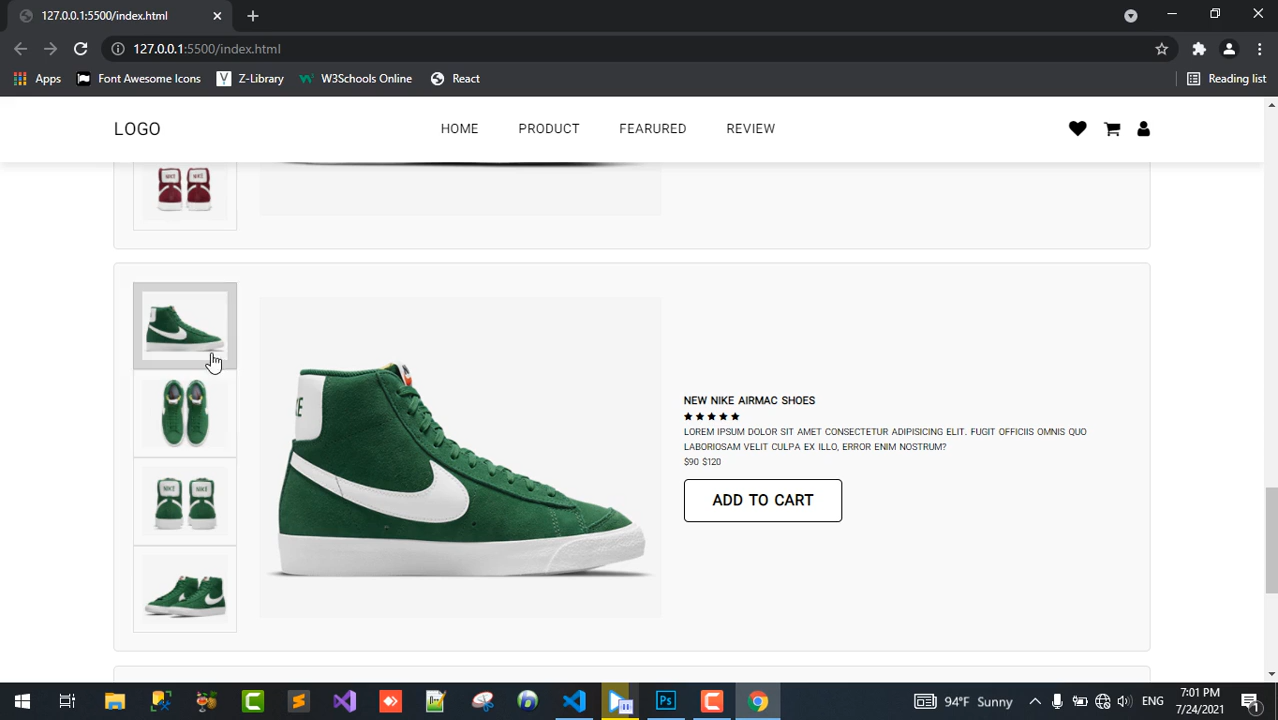 127.0.0.1:5500/index.html
127.0.0.1:5500/index.html
Apps Font Awesome Icons Z-Library W3Schools Online React Reading list
LOGO HOME PRODUCT FEARURED REVIEW
NEW NIKE AIRMAC SHOES
LOREM IPSUM DOLOR SIT AMET CONSECTETUR ADIPISICING ELIT. FUGIT OFFICIIS OMNIS QUO
LABORIOSAM VELIT CULPA EX ILLO, ERROR ENIM NOSTRUM?
$90 $120
ADD TO CART
94°F Sunny ENG 7:01 PM
7/24/2021